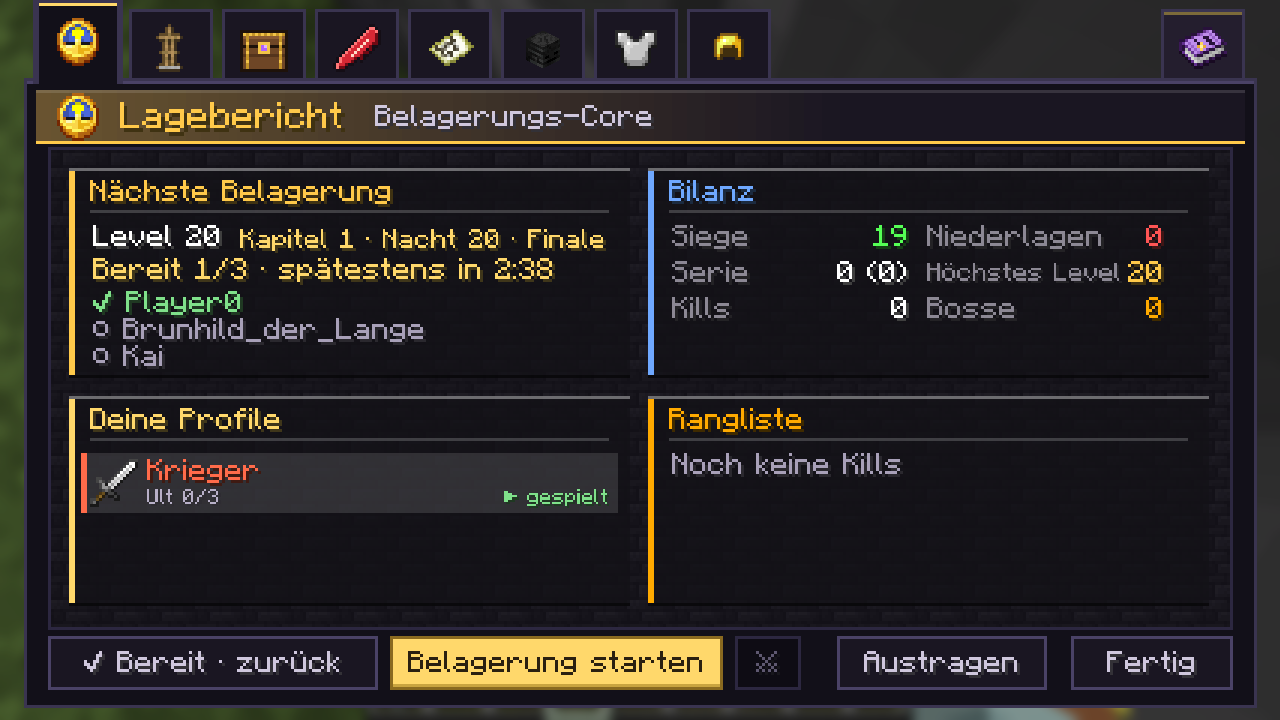 Lagebericht Belagerungs-Core
Nächste Belagerung
Level 20 Kapitel 1 · Nacht 20 · Finale
Bereit 1/3 · spätestens in 2:38
✔ Player0
○ Brunhild_der_Lange
○ Kai
Bilanz
Siege 19 Niederlagen 0
Serie 0 (0) Höchstes Level 20
Kills 0 Bosse 0
Deine Profile
Krieger
Ult 0/3 ▶ gespielt
Rangliste
Noch keine Kills
✔ Bereit · zurück
Belagerung starten
Austragen
Fertig